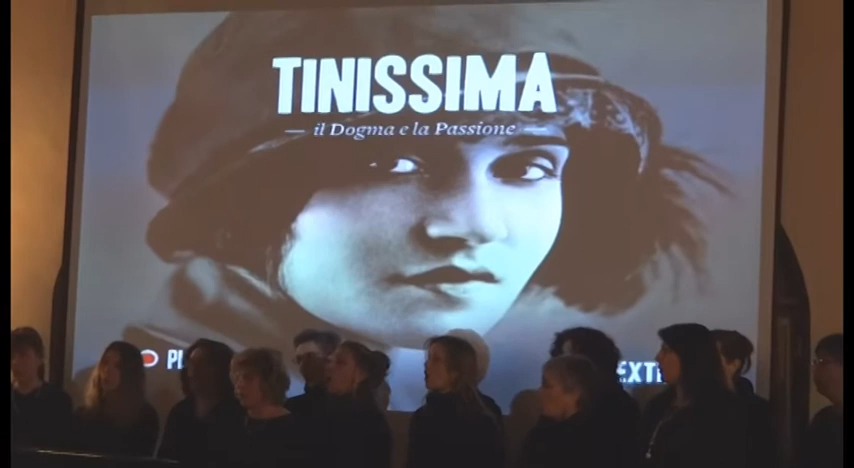 TINISSIMA
— il Dogma e la Passione —